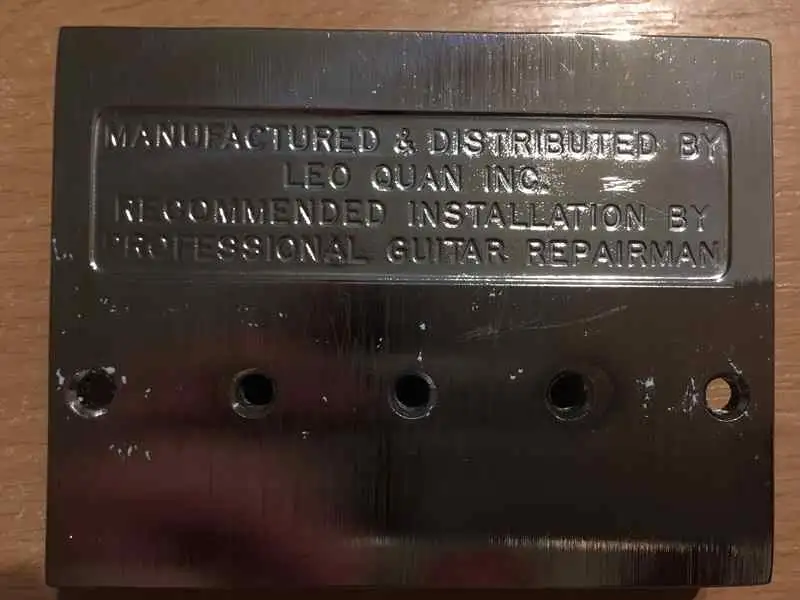 MANUFACTURED & DISTRIBUTED BY
LEO QUAN INC.
RECOMMENDED INSTALLATION BY
PROFESSIONAL GUITAR REPAIRMAN